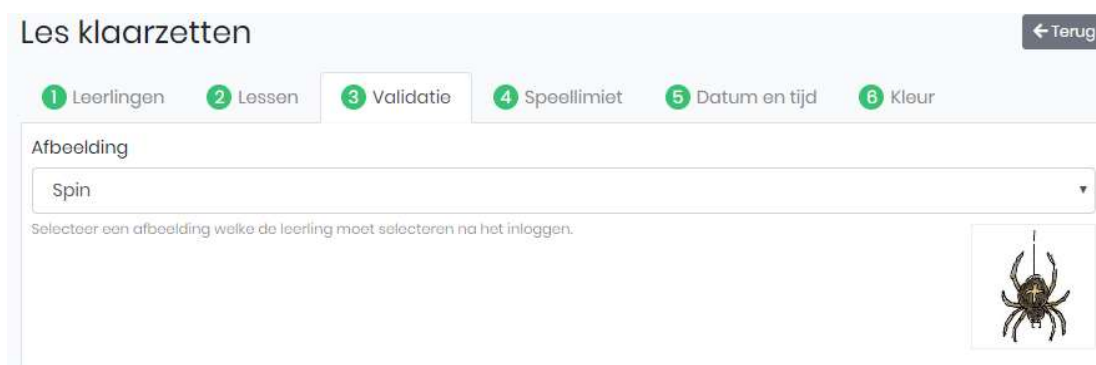 Les klaarzetten
Terug
1 Leerlingen 2 Lessen 3 Validatie 4 Speellimiet 5 Datum en tijd 6 Kleur
Afbeelding
Spin
Selecteer een afbeelding welke de leerling moet selecteren na het inloggen.